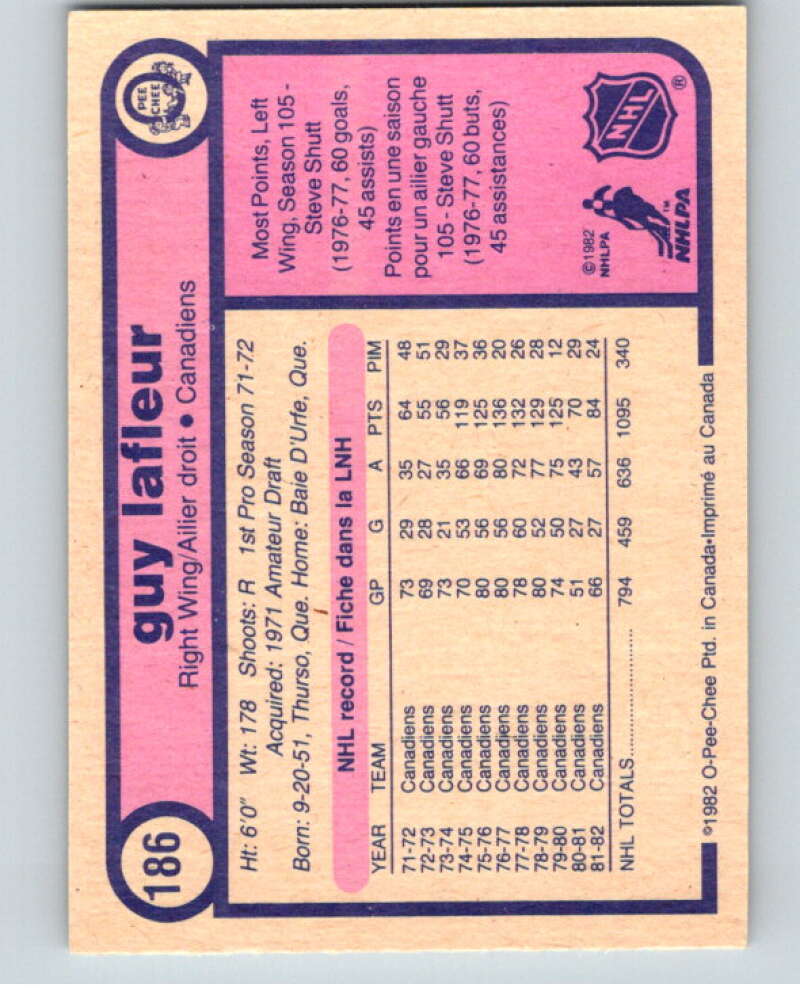 186
guy lafleur
Right Wing/Ailier droit • Canadiens
O PEE CHEE
Ht: 6'0" Wt: 178 Shoots: R 1st Pro Season 71-72
Acquired: 1971 Amateur Draft
Born: 9-20-51, Thurso, Que. Home: Baie D'Urfe, Que.
NHL record / Fiche dans la LNH
YEAR TEAM GP G A PTS PIM
71-72 Canadiens 73 29 35 64 48
72-73 Canadiens 69 28 27 55 51
73-74 Canadiens 73 21 35 56 29
74-75 Canadiens 70 53 66 119 37
75-76 Canadiens 80 56 69 125 36
76-77 Canadiens 80 56 80 136 20
77-78 Canadiens 78 60 72 132 26
78-79 Canadiens 80 52 77 129 28
79-80 Canadiens 74 50 75 125 12
80-81 Canadiens 51 27 43 70 29
81-82 Canadiens 66 27 57 84 24
NHL TOTALS.......................... 794 459 636 1095 340
Most Points, Left
Wing, Season 105 -
Steve Shutt
(1976-77, 60 goals,
45 assists)
Points en une saison
pour un ailier gauche
105 - Steve Shutt
(1976-77, 60 buts,
45 assistances)
©1982
NHLPA
NHLPA™
NHL®
©1982 O-Pee-Chee Ptd. in Canada•Imprimé au Canada